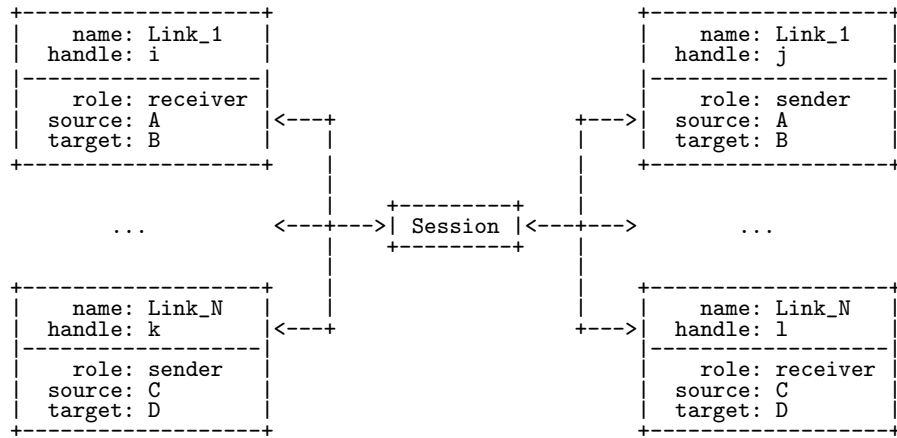 +--------------------+                              +--------------------+
|    name: Link_1    |                              |    name: Link_1    |
|  handle: i         |                              |  handle: j         |
|--------------------|                              |--------------------|
|    role: receiver  |                              |    role: sender    |
|  source: A         |<---+                    +--->|  source: A         |
|  target: B         |    |                    |    |  target: B         |
+--------------------+    |                    |    +--------------------+
                          |                    |
                          |    +---------+     |
        ...           <---+--->| Session |<----+--->         ...
                          |    +---------+     |
                          |                    |
+--------------------+    |                    |    +--------------------+
|    name: Link_N    |    |                    |    |    name: Link_N    |
|  handle: k         |<---+                    +--->|  handle: l         |
|--------------------|                              |--------------------|
|    role: sender    |                              |    role: receiver  |
|  source: C         |                              |  source: C         |
|  target: D         |                              |  target: D         |
+--------------------+                              +--------------------+